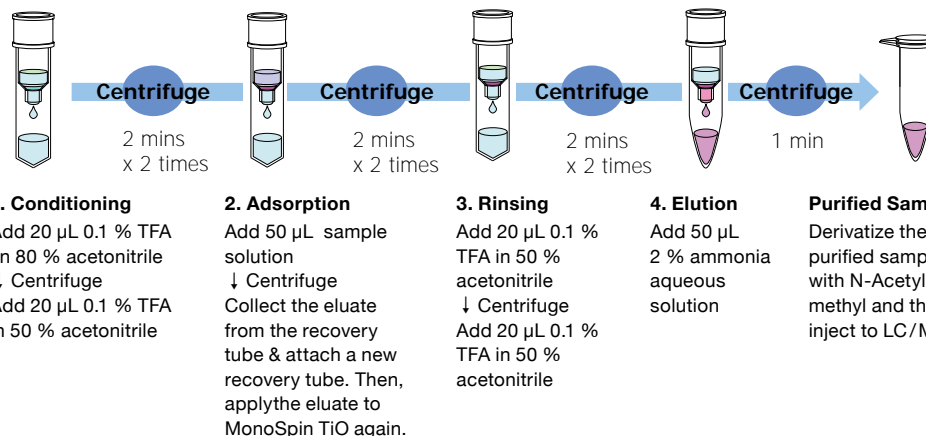 Centrifuge
Centrifuge
Centrifuge
Centrifuge
2 mins
x 2 times
2 mins
x 2 times
2 mins
x 2 times
1 min
. Conditioning
dd 20 µL 0.1 % TFA
n 80 % acetonitrile
↓ Centrifuge
dd 20 µL 0.1 % TFA
n 50 % acetonitrile
2. Adsorption
Add 50 µL sample
solution
↓ Centrifuge
Collect the eluate
from the recovery
tube & attach a new
recovery tube. Then,
applythe eluate to
MonoSpin TiO again.
3. Rinsing
Add 20 µL 0.1 %
TFA in 50 %
acetonitrile
↓ Centrifuge
Add 20 µL 0.1 %
TFA in 50 %
acetonitrile
4. Elution
Add 50 µL
2 % ammonia
aqueous
solution
Purified Sam
Derivatize the
purified samp
with N-Acetyl
methyl and th
inject to LC/M